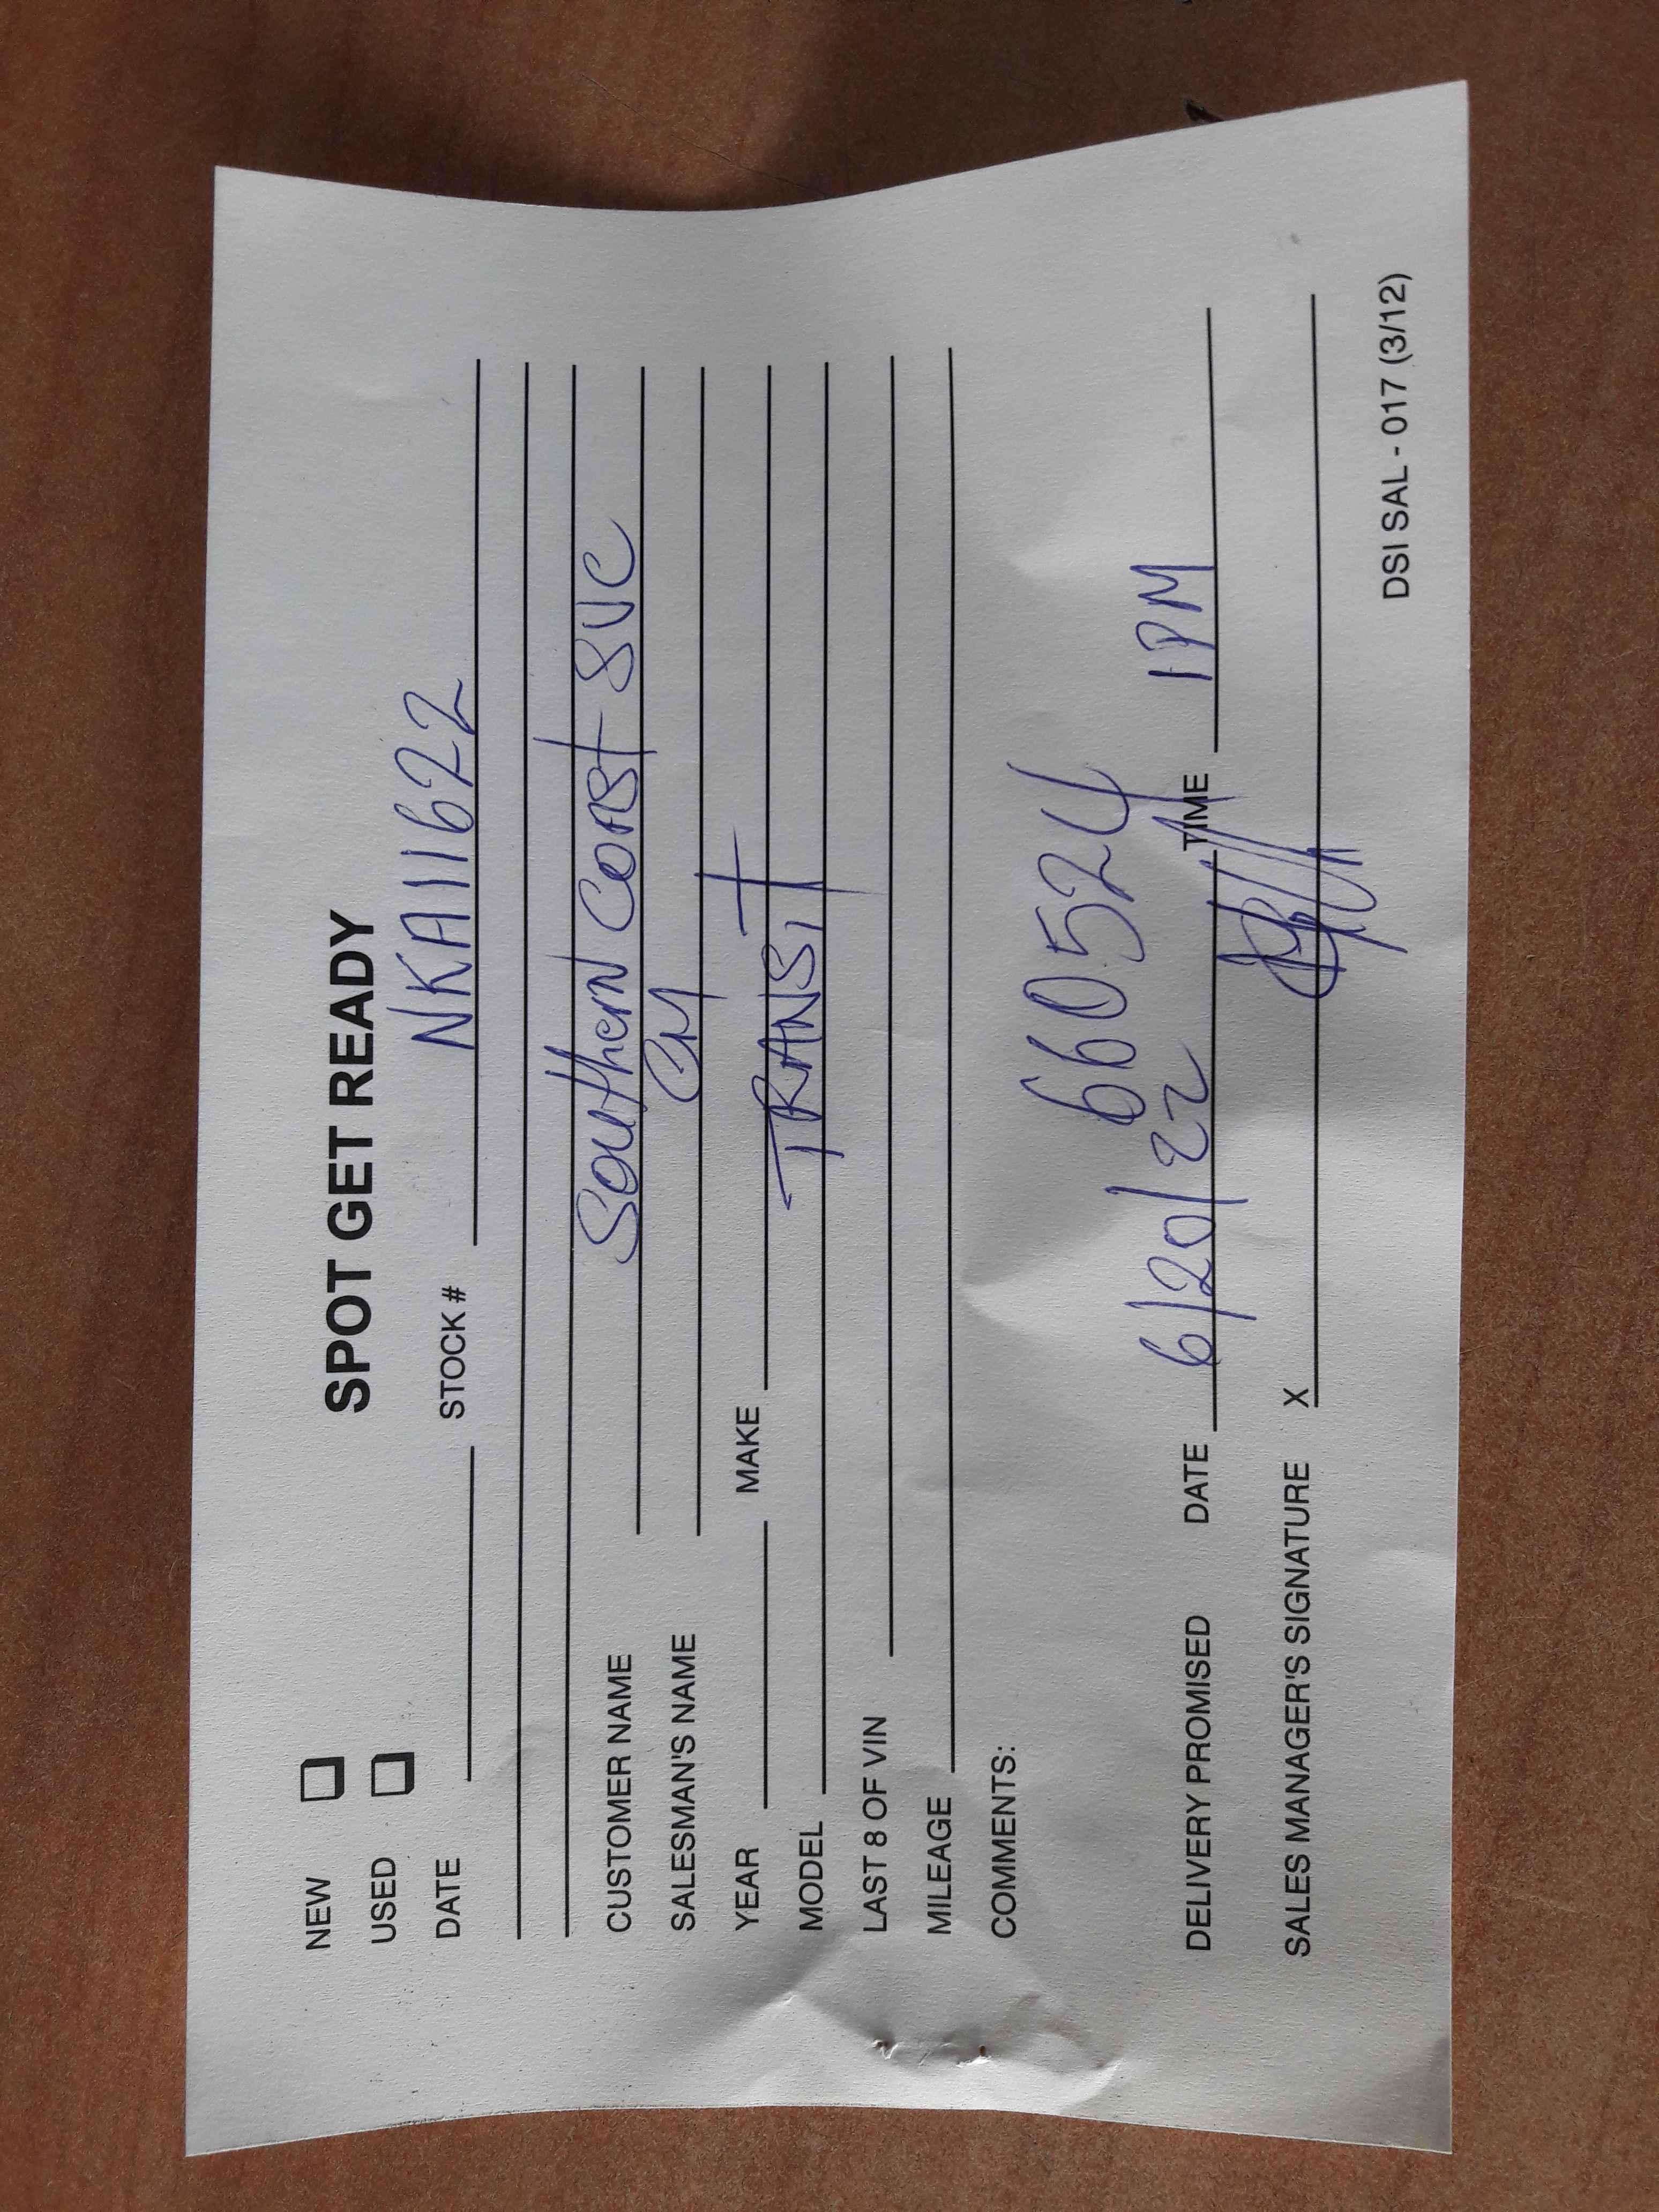 SPOT GET READY
NEW
USED
DATE STOCK # NKA11622
CUSTOMER NAME Southern Coast SVC
SALESMAN'S NAME CM
YEAR MAKE
MODEL TRANSIT
LAST 8 OF VIN
MILEAGE
COMMENTS:
660524
DELIVERY PROMISED DATE 6/20/22 TIME 1PM
SALES MANAGER'S SIGNATURE X
DSI SAL - 017 (3/12)